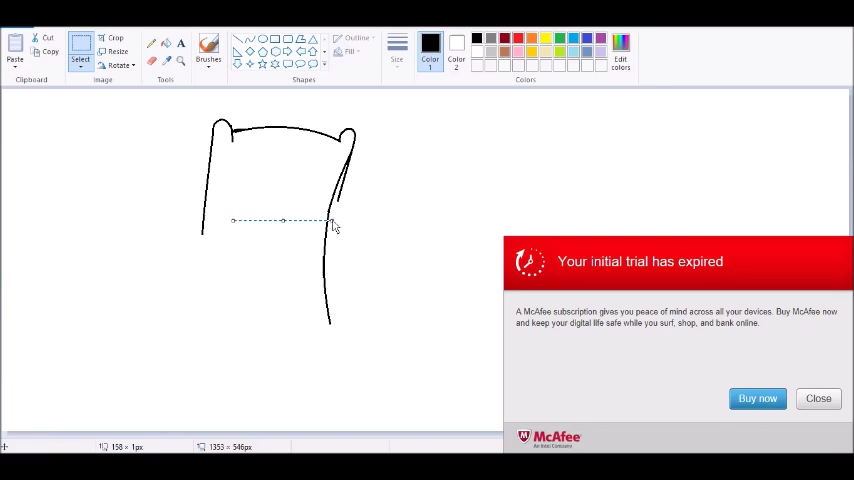 Cut
Copy
Paste
Clipboard
Crop
Resize
Rotate
Select
Image
A
Tools
Brushes
Outline
Fill
Shapes
Size
Color
1
Color
2
Edit
colors
Colors
Your initial trial has expired
A McAfee subscription gives you peace of mind across all your devices. Buy McAfee now
and keep your digital life safe while you surf, shop, and bank online.
Buy now
Close
McAfee
An Intel Company
158 × 1px
1353 × 546px